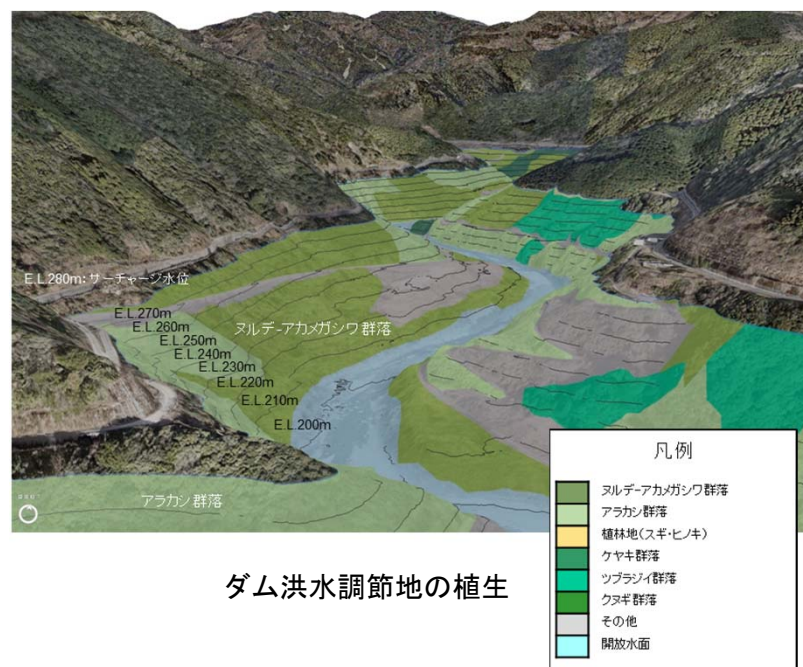 E.L.280m:サーチャージ水位
E.L.270m
E.L.260m
E.L.250m
E.L.240m
E.L.230m
E.L.220m
E.L.210m
E.L.200m
ヌルデ-アカメガシワ群落
アラカシ群落
凡例
ヌルデーアカメガシワ群落
アラカシ群落
植林地(スギ・ヒノキ)
ケヤキ群落
ツブラジイ群落
クヌギ群落
その他
開放水面
ダム洪水調節地の植生